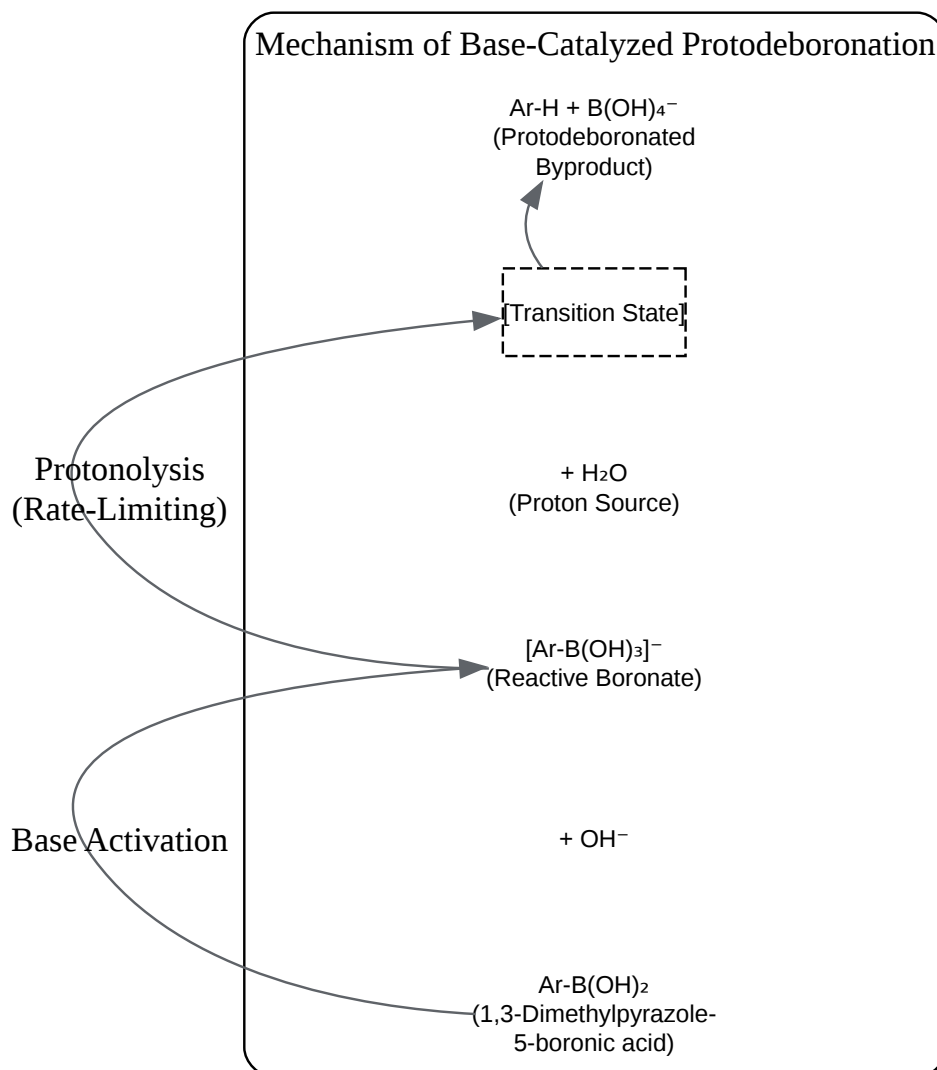 Mechanism of Base-Catalyzed Protodeboronation
Ar-H + B(OH)₄⁻
(Protodeboronated
Byproduct)
[Transition State]
Protonolysis
(Rate-Limiting)
+ H₂O
(Proton Source)
[Ar-B(OH)₃]⁻
(Reactive Boronate)
Base Activation
+ OH⁻
Ar-B(OH)₂
(1,3-Dimethylpyrazole-
5-boronic acid)